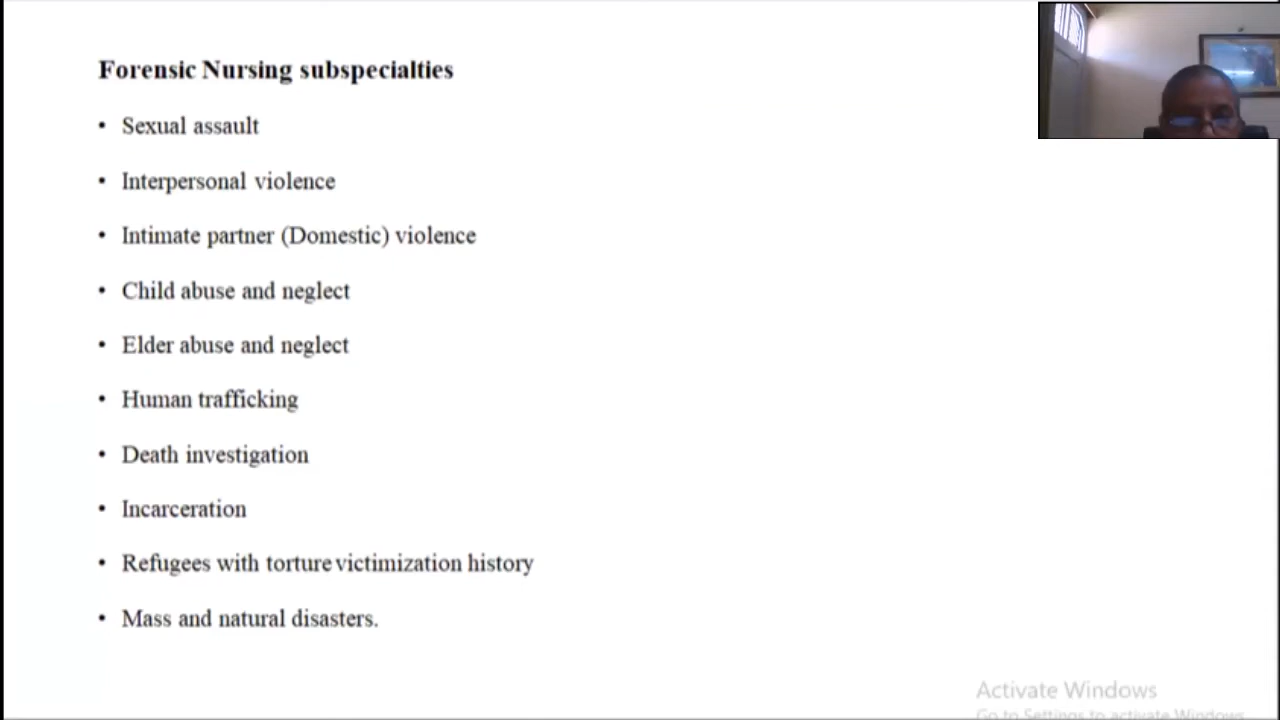 Forensic Nursing subspecialties
• Sexual assault
• Interpersonal violence
• Intimate partner (Domestic) violence
• Child abuse and neglect
• Elder abuse and neglect
• Human trafficking
• Death investigation
• Incarceration
• Refugees with torture victimization history
• Mass and natural disasters.
Activate Windows
Go to Settings to activate Windows.